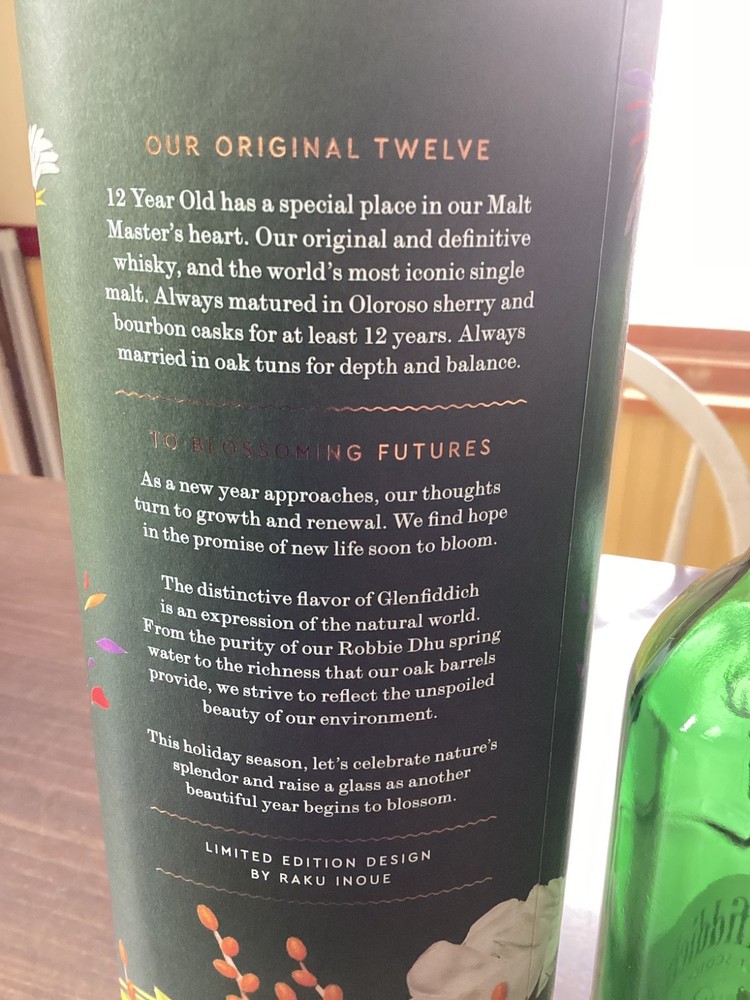 OUR ORIGINAL TWELVE
12 Year Old has a special place in our Malt
Master's heart. Our original and definitive
whisky, and the world's most iconic single
malt. Always matured in Oloroso sherry and
bourbon casks for at least 12 years. Always
married in oak tuns for depth and balance.
TO BLOSSOMING FUTURES
As a new year approaches, our thoughts
turn to growth and renewal. We find hope
in the promise of new life soon to bloom.
The distinctive flavor of Glenfiddich
is an expression of the natural world.
From the purity of our Robbie Dhu spring
water to the richness that our oak barrels
provide, we strive to reflect the unspoiled
beauty of our environment.
This holiday season, let's celebrate nature's
splendor and raise a glass as another
beautiful year begins to blossom.
LIMITED EDITION DESIGN
BY RAKU INOUE